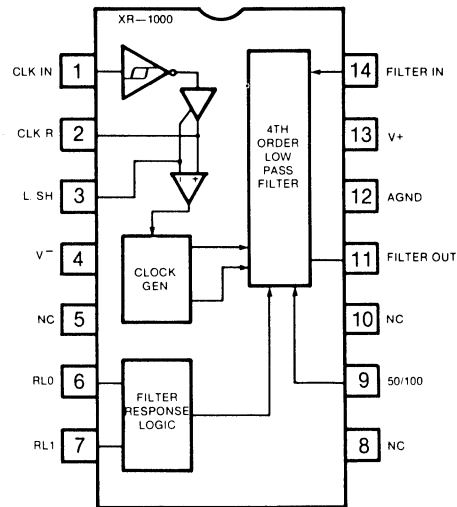 XR-1000
CLK IN 1
CLK R 2
L. SH 3
V− 4
NC 5
RL0 6
RL1 7
14 FILTER IN
13 V+
12 AGND
11 FILTER OUT
10 NC
9 50/100
8 NC
− +
4TH
ORDER
LOW
PASS
FILTER
CLOCK
GEN
FILTER
RESPONSE
LOGIC